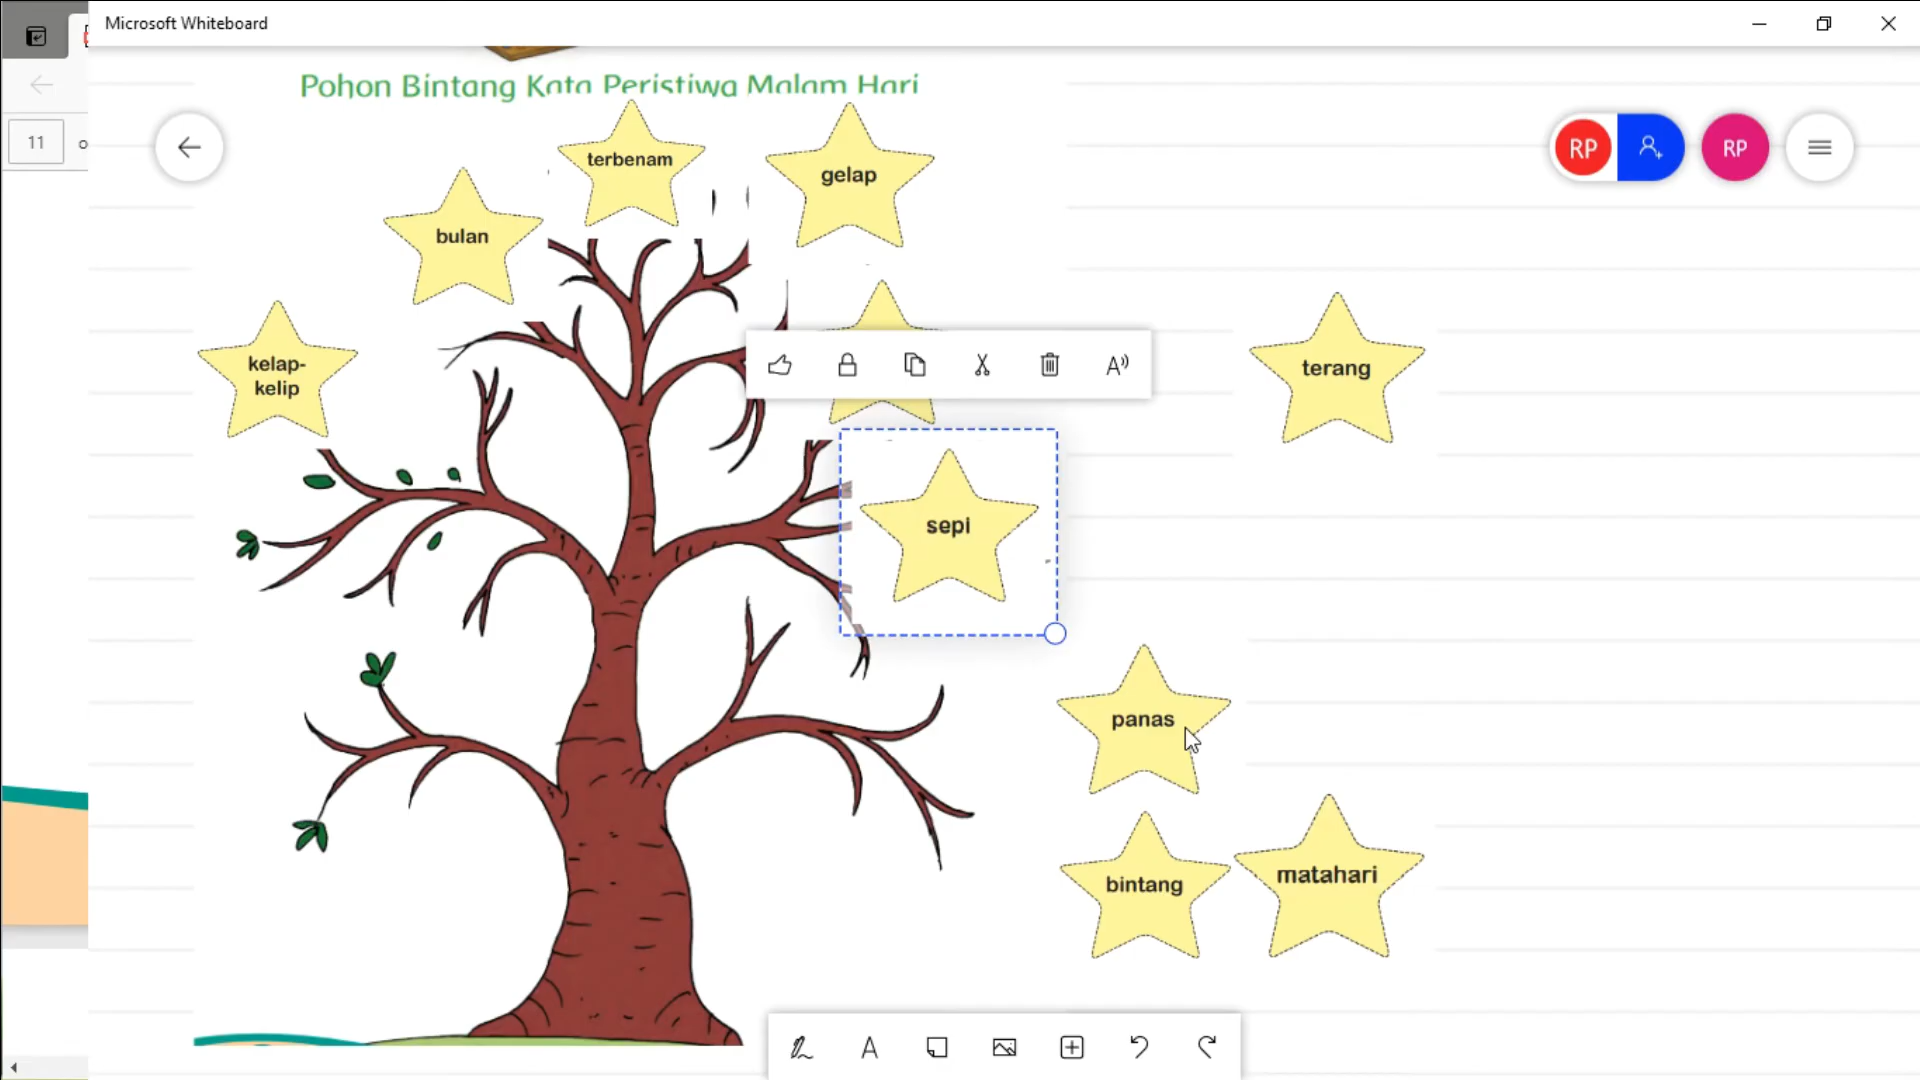 Microsoft Whiteboard
11
Pohon Bintang Kata Peristiwa Malam Hari
RP
RP
terbenam
gelap
bulan
kelap-
kelip
terang
sepi
panas
bintang
matahari